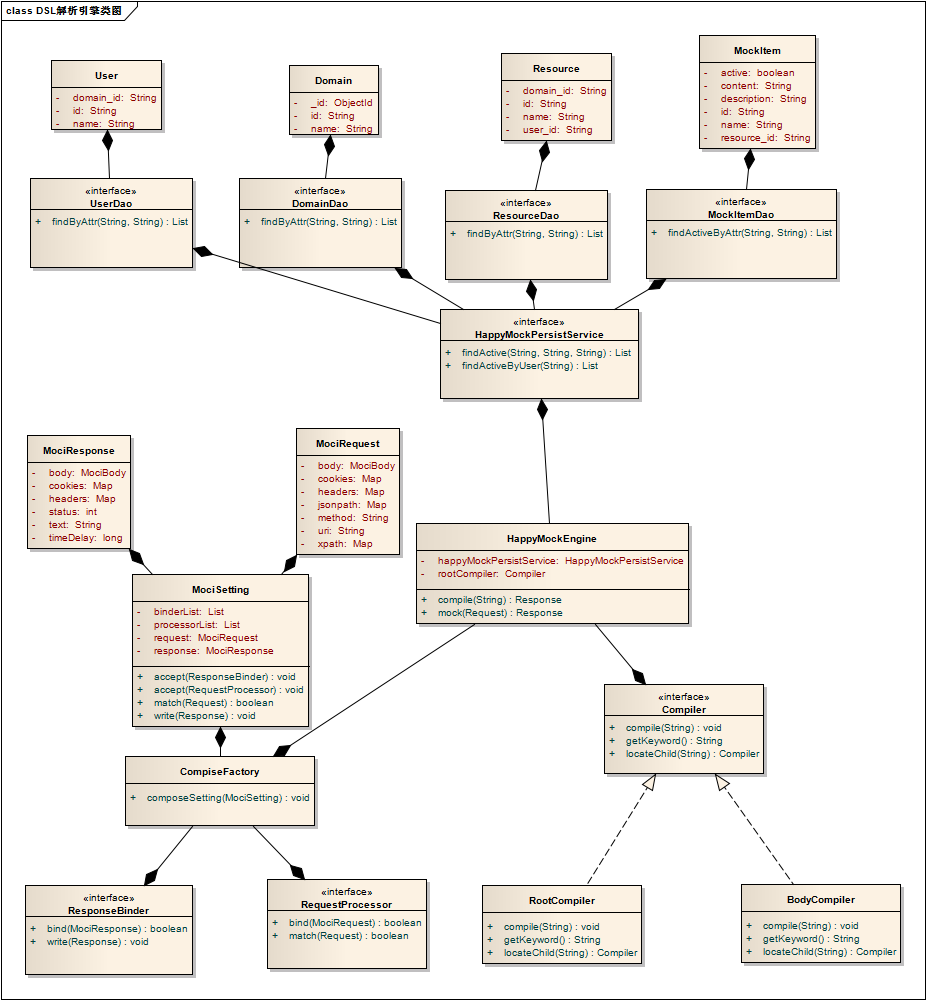 class DSL解析引擎类图
User
- domain_id: String
- id: String
- name: String
Domain
- _id: ObjectId
- id: String
- name: String
Resource
- domain_id: String
- id: String
- name: String
- user_id: String
MockItem
- active: boolean
- content: String
- description: String
- id: String
- name: String
- resource_id: String
«interface»
UserDao
+ findByAttr(String, String) : List
«interface»
DomainDao
+ findByAttr(String, String) : List
«interface»
ResourceDao
+ findByAttr(String, String) : List
«interface»
MockItemDao
+ findActiveByAttr(String, String) : List
«interface»
HappyMockPersistService
+ findActive(String, String, String) : List
+ findActiveByUser(String) : List
MociResponse
- body: MociBody
- cookies: Map
- headers: Map
- status: int
- text: String
- timeDelay: long
MociRequest
- body: MociBody
- cookies: Map
- headers: Map
- jsonpath: Map
- method: String
- uri: String
- xpath: Map
HappyMockEngine
- happyMockPersistService: HappyMockPersistService
- rootCompiler: Compiler
+ compile(String) : Response
+ mock(Request) : Response
MociSetting
- binderList: List
- processorList: List
- request: MociRequest
- response: MociResponse
+ accept(ResponseBinder) : void
+ accept(RequestProcessor) : void
+ match(Request) : boolean
+ write(Response) : void
«interface»
Compiler
+ compile(String) : void
+ getKeyword() : String
+ locateChild(String) : Compiler
CompiseFactory
+ composeSetting(MociSetting) : void
«interface»
ResponseBinder
+ bind(MociResponse) : boolean
+ write(Response) : void
«interface»
RequestProcessor
+ bind(MociRequest) : boolean
+ match(Request) : boolean
RootCompiler
+ compile(String) : void
+ getKeyword() : String
+ locateChild(String) : Compiler
BodyCompiler
+ compile(String) : void
+ getKeyword() : String
+ locateChild(String) : Compiler